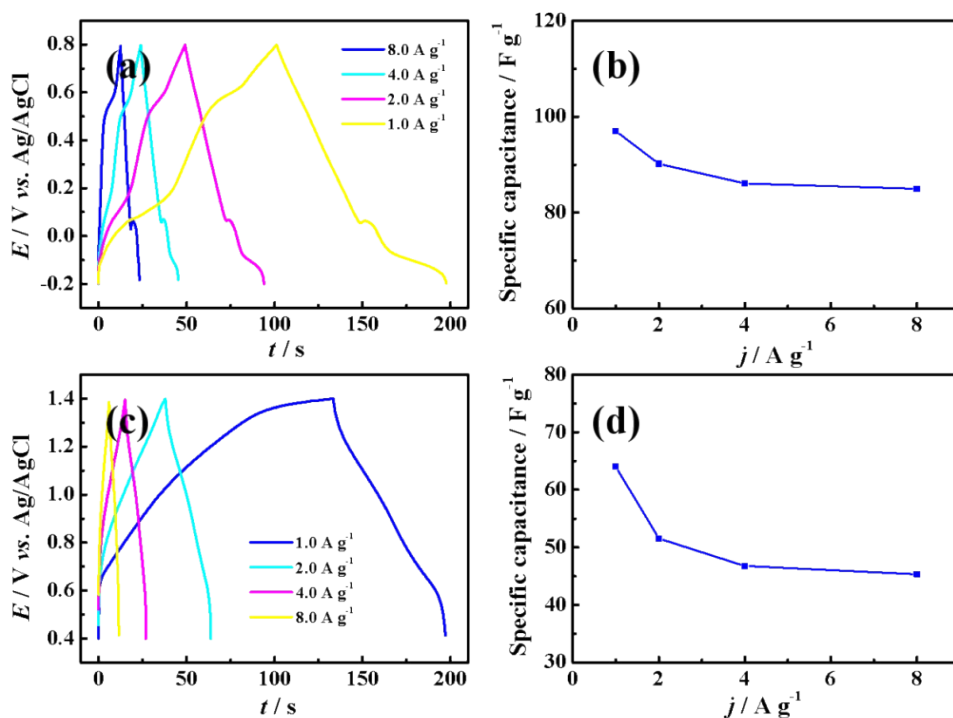 (a)
8.0 A g⁻¹
4.0 A g⁻¹
2.0 A g⁻¹
1.0 A g⁻¹
E / V vs. Ag/AgCl
0.8
0.6
0.4
0.2
0.0
-0.2
0 50 100 150 200
t / s
(b)
Specific capacitance / F g⁻¹
120
100
80
60
0 2 4 6 8
j / A g⁻¹
(c)
1.0 A g⁻¹
2.0 A g⁻¹
4.0 A g⁻¹
8.0 A g⁻¹
E / V vs. Ag/AgCl
1.4
1.2
1.0
0.8
0.6
0.4
0 50 100 150 200
t / s
(d)
Specific capacitance / F g⁻¹
80
70
60
50
40
30
0 2 4 6 8
j / A g⁻¹